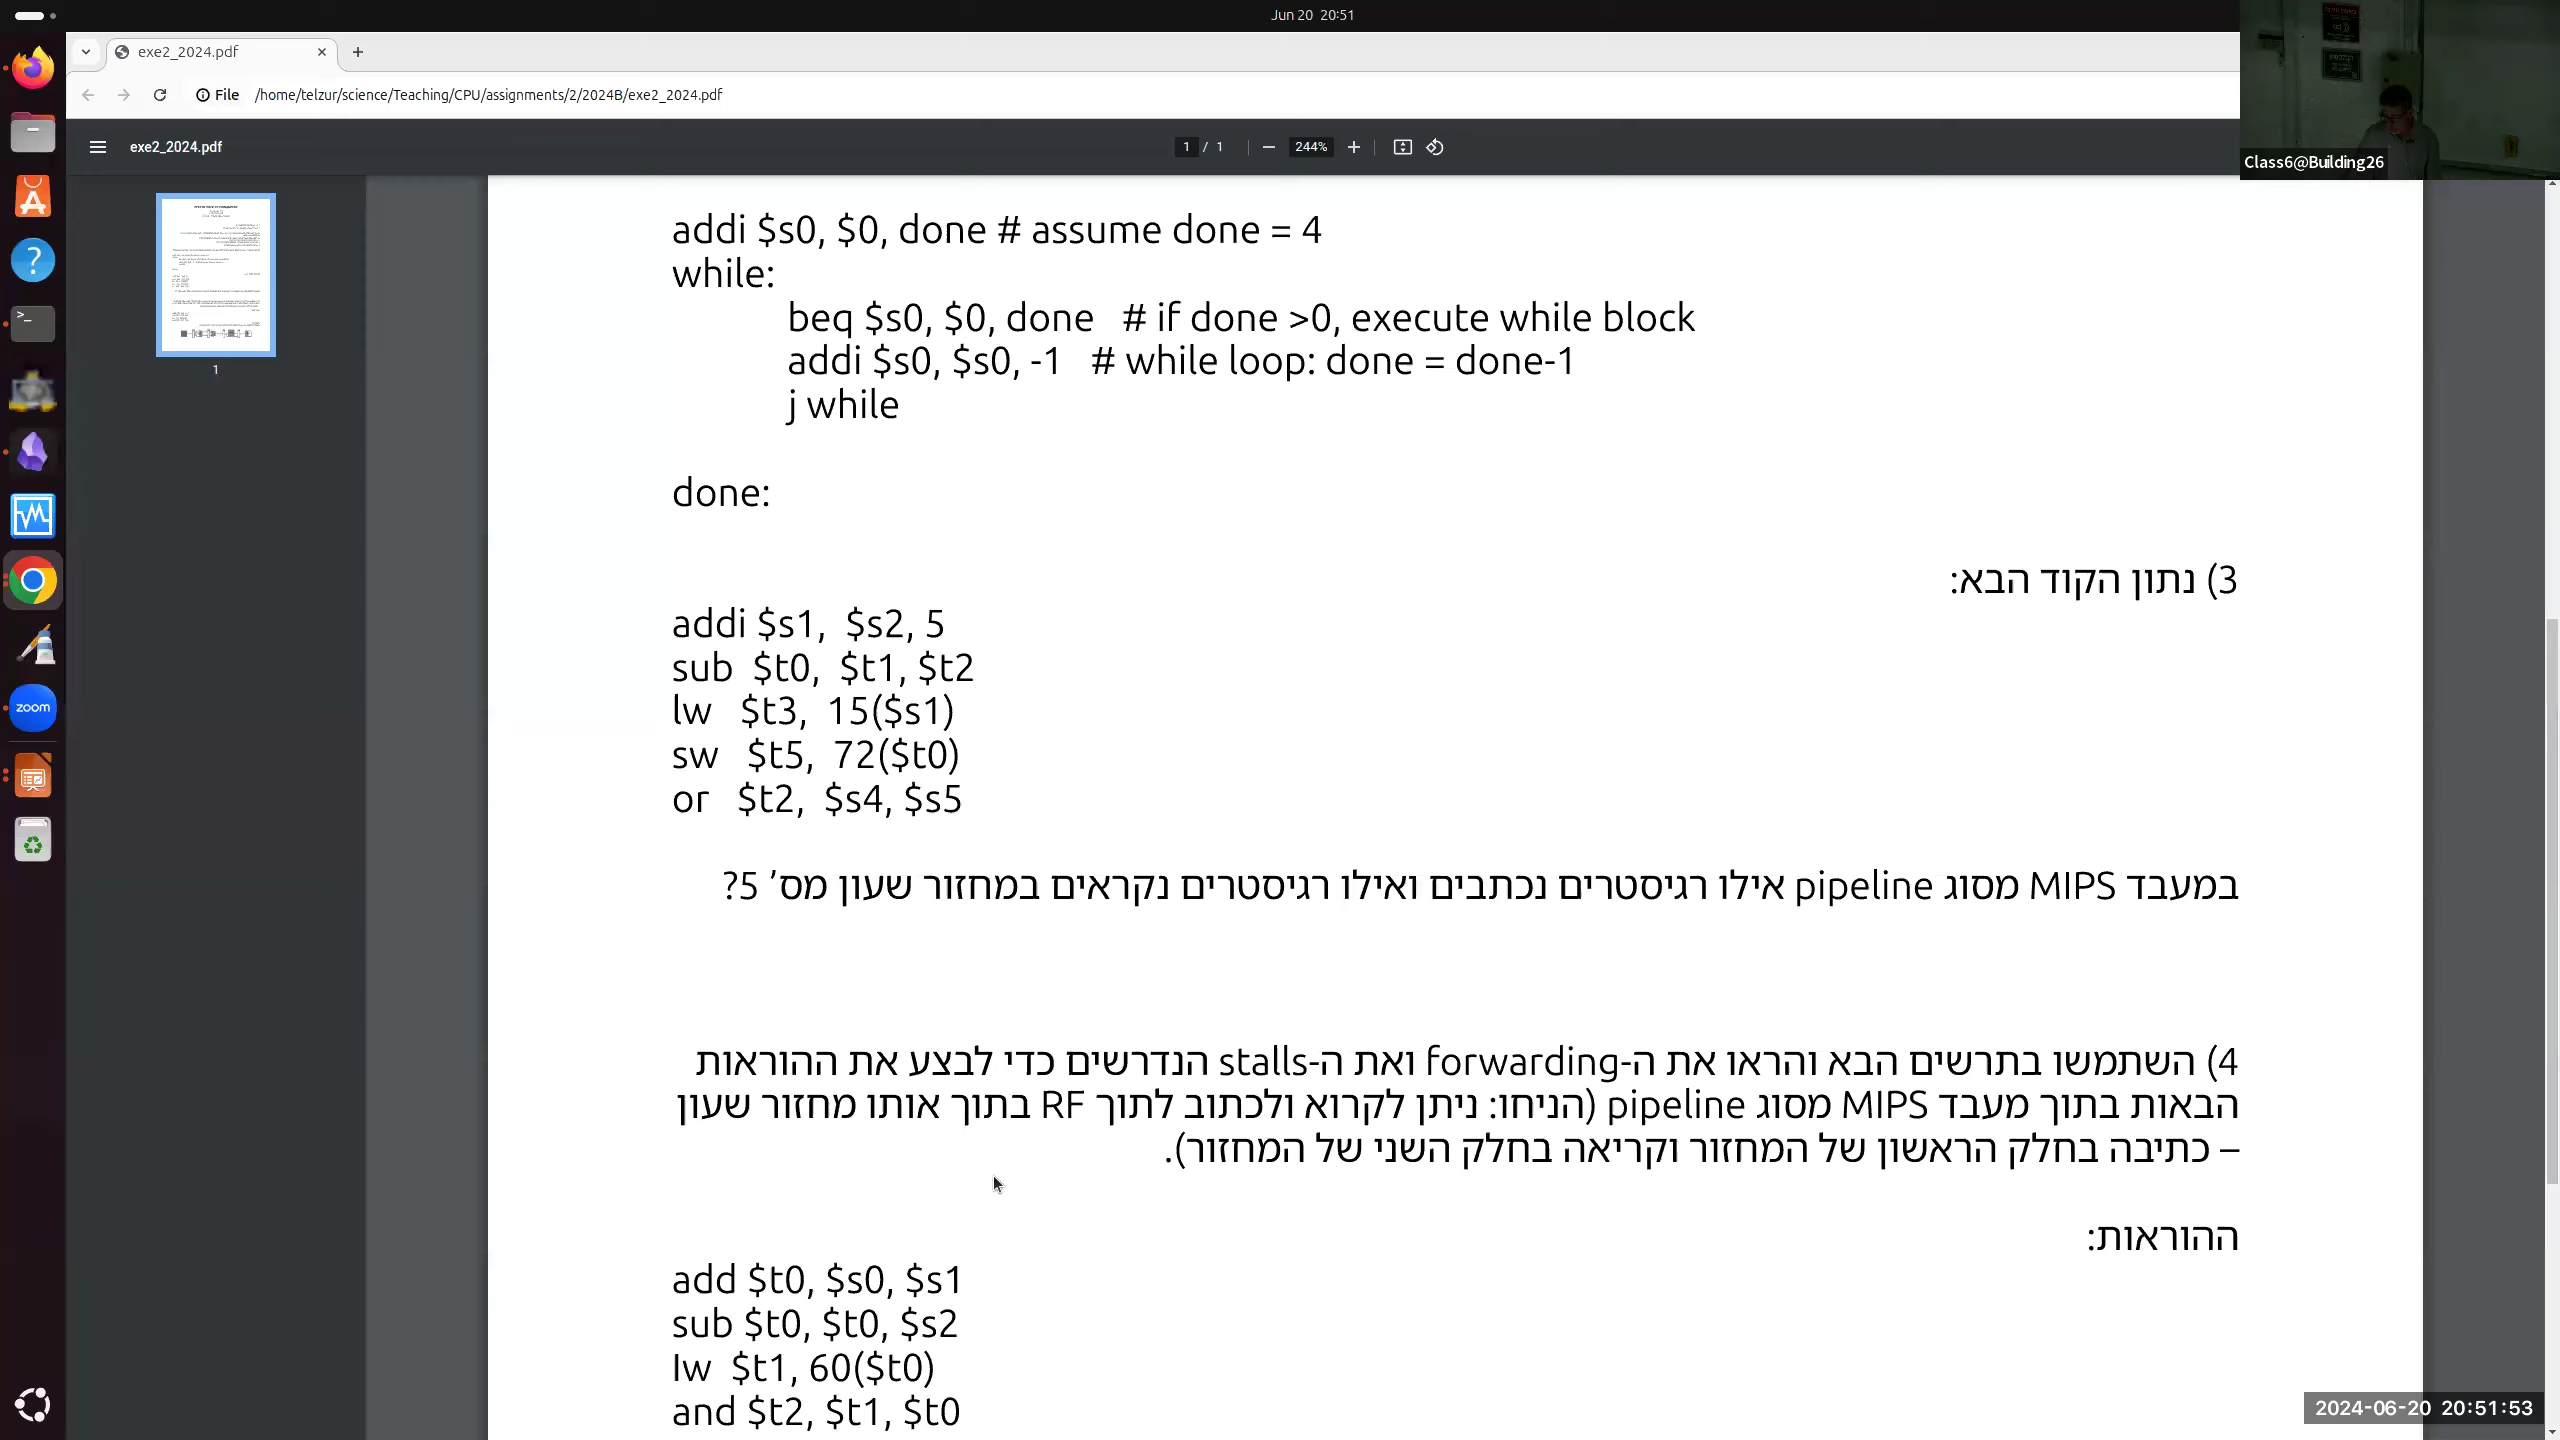 Jun 20 20:51
exe2_2024.pdf
File /home/telzur/science/Teaching/CPU/assignments/2/2024B/exe2_2024.pdf
exe2_2024.pdf
1 / 1
244%
Class6@Building26
1
zoom
addi $s0, $0, done # assume done = 4
while:
beq $s0, $0, done # if done >0, execute while block
addi $s0, $s0, -1 # while loop: done = done-1
j while
done:
3) נתון הקוד הבא:
addi $s1, $s2, 5
sub $t0, $t1, $t2
lw $t3, 15($s1)
sw $t5, 72($t0)
or $t2, $s4, $s5
במעבד MIPS מסוג pipeline אילו רגיסטרים נכתבים ואילו רגיסטרים נקראים במחזור שעון מס’ 5?
4) השתמשו בתרשים הבא והראו את ה-forwarding ואת ה-stalls הנדרשים כדי לבצע את ההוראות
הבאות בתוך מעבד MIPS מסוג pipeline (הניחו: ניתן לקרוא ולכתוב לתוך RF בתוך אותו מחזור שעון
– כתיבה בחלק הראשון של המחזור וקריאה בחלק השני של המחזור).
ההוראות:
add $t0, $s0, $s1
sub $t0, $t0, $s2
lw $t1, 60($t0)
and $t2, $t1, $t0
2024-06-20 20:51:53